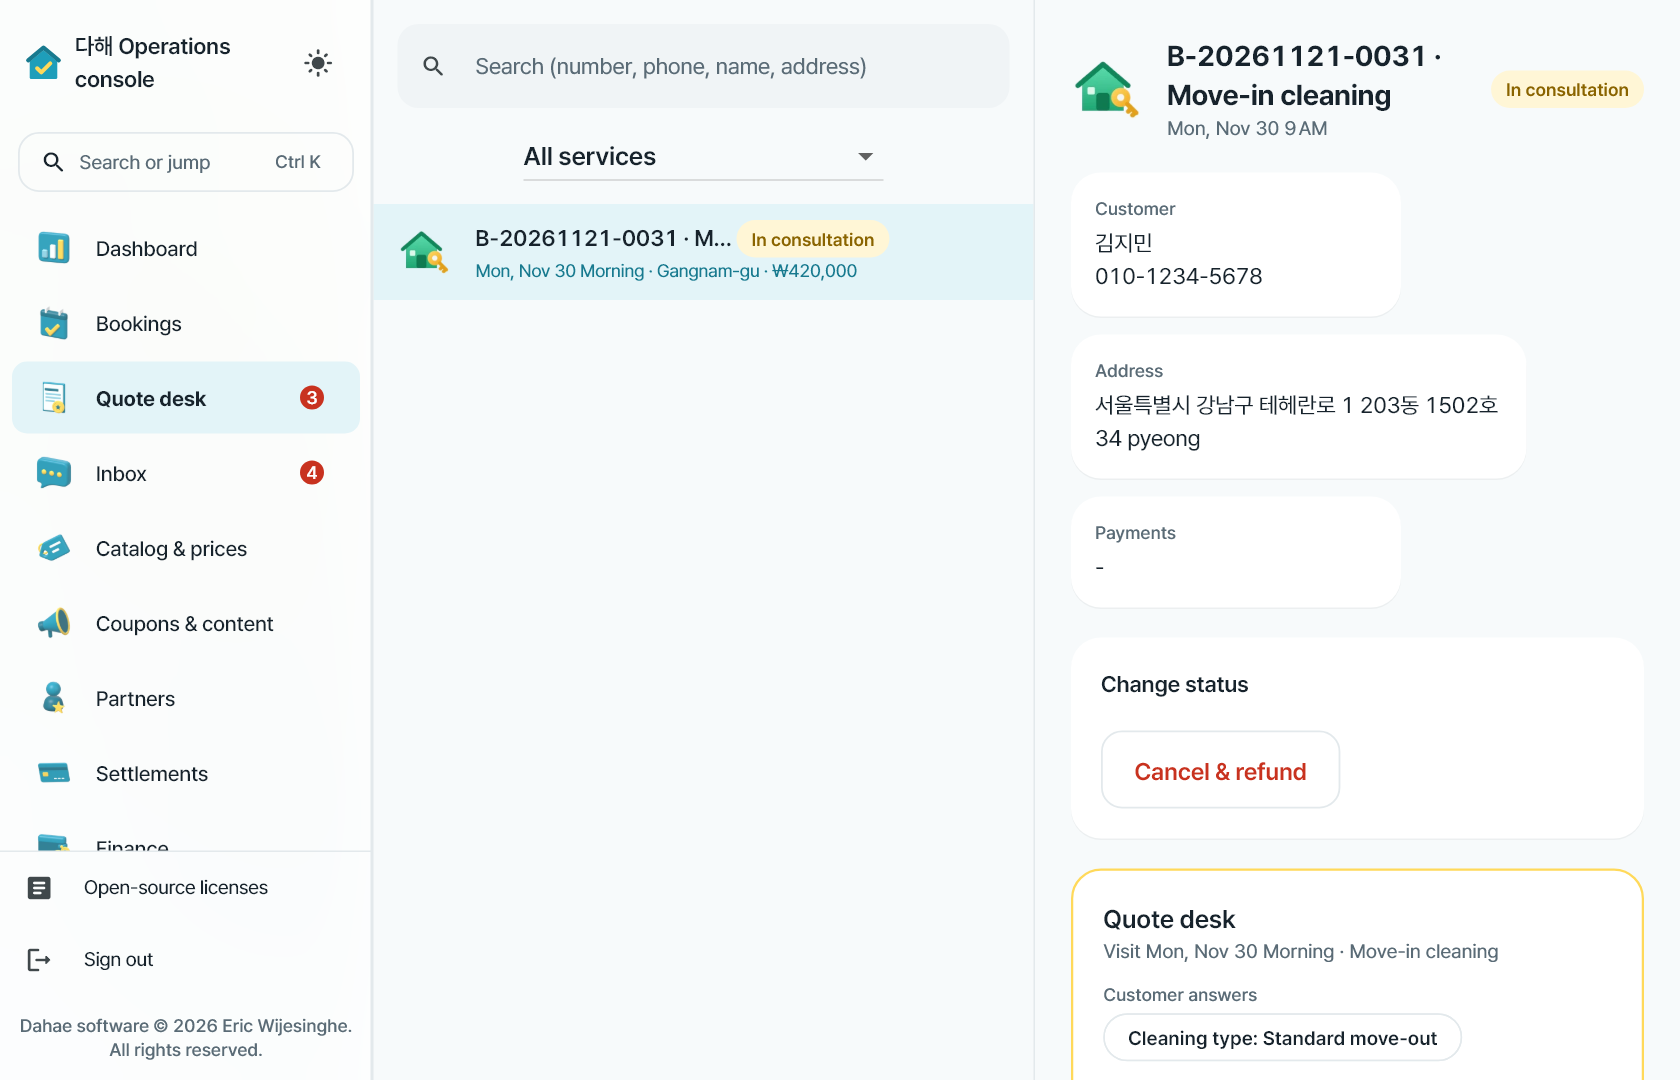 다해 Operations
console
Search or jump
Ctrl K
Dashboard
Bookings
Quote desk
3
Inbox
4
Catalog & prices
Coupons & content
Partners
Settlements
Finance
Open-source licenses
Sign out
Dahae software © 2026 Eric Wijesinghe.
All rights reserved.
Search (number, phone, name, address)
All services
B-20261121-0031 · M...
In consultation
Mon, Nov 30 Morning · Gangnam-gu · ₩420,000
B-20261121-0031 ·
Move-in cleaning
Mon, Nov 30 9 AM
In consultation
Customer
김지민
010-1234-5678
Address
서울특별시 강남구 테헤란로 1 203동 1502호
34 pyeong
Payments
-
Change status
Cancel & refund
Quote desk
Visit Mon, Nov 30 Morning · Move-in cleaning
Customer answers
Cleaning type: Standard move-out